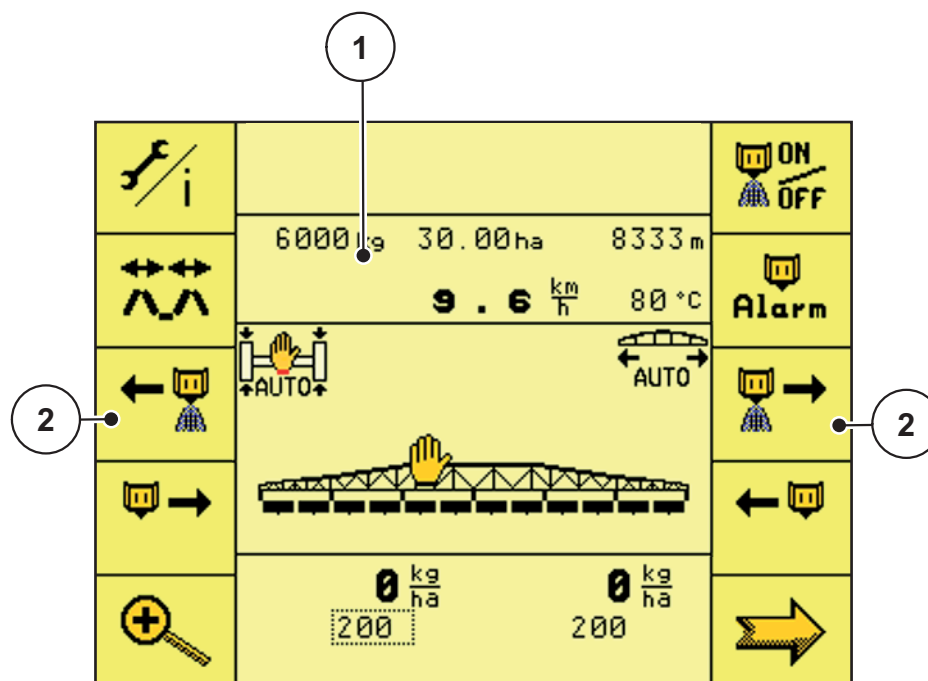 1
i
ON
OFF
6000 kg 30.00 ha 8333 m
9.6 km/h 80 °C
Alarm
AUTO
AUTO
2
2
0 kg/ha 0 kg/ha
200 200